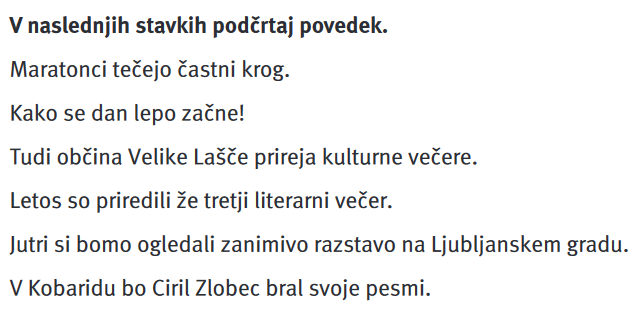 V naslednjih stavkih podčrtaj povedek.
Maratonci tečejo častni krog.
Kako se dan lepo začne!
Tudi občina Velike Lašče prireja kulturne večere.
Letos so priredili že tretji literarni večer.
Jutri si bomo ogledali zanimivo razstavo na Ljubljanskem gradu.
V Kobaridu bo Ciril Zlobec bral svoje pesmi.